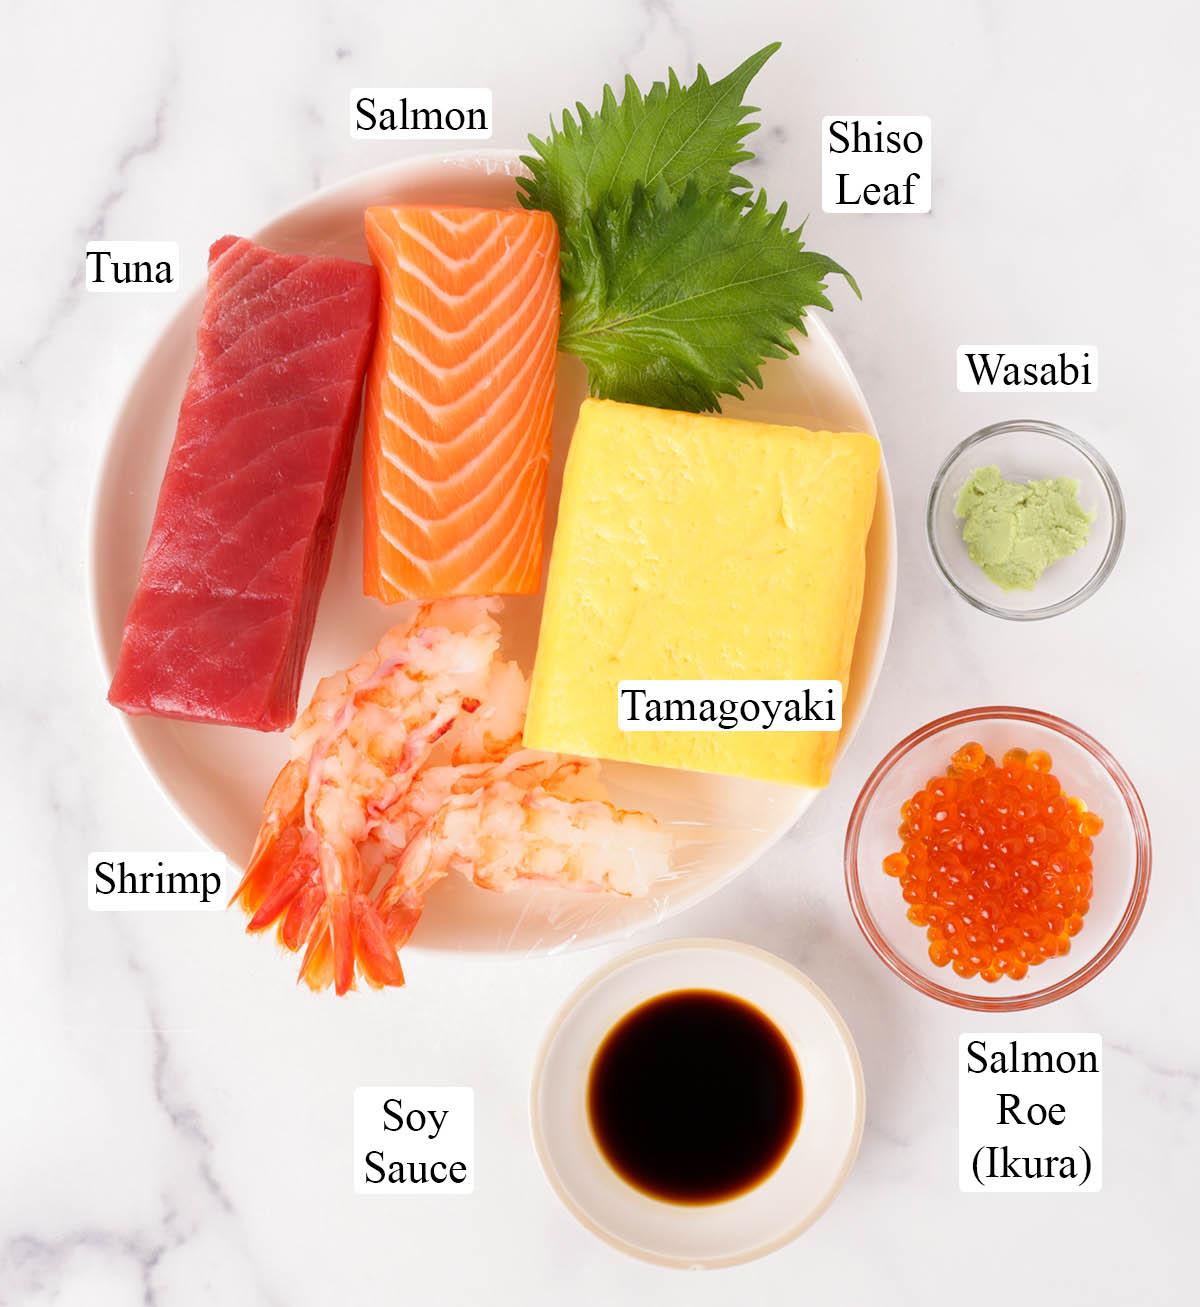 Salmon
Shiso
Leaf
Tuna
Wasabi
Tamagoyaki
Shrimp
Salmon
Roe
(Ikura)
Soy
Sauce